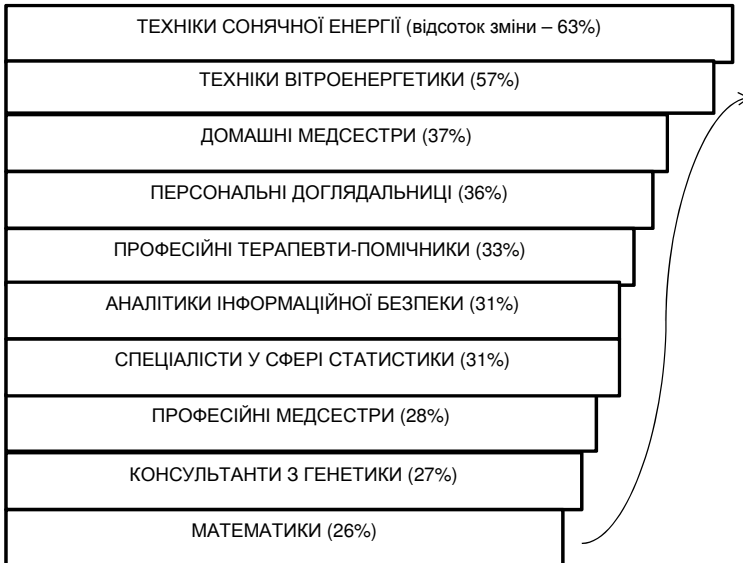 ТЕХНІКИ СОНЯЧНОЇ ЕНЕРГІЇ (відсоток зміни – 63%)
ТЕХНІКИ ВІТРОЕНЕРГЕТИКИ (57%)
ДОМАШНІ МЕДСЕСТРИ (37%)
ПЕРСОНАЛЬНІ ДОГЛЯДАЛЬНИЦІ (36%)
ПРОФЕСІЙНІ ТЕРАПЕВТИ-ПОМІЧНИКИ (33%)
АНАЛІТИКИ ІНФОРМАЦІЙНОЇ БЕЗПЕКИ (31%)
СПЕЦІАЛІСТИ У СФЕРІ СТАТИСТИКИ (31%)
ПРОФЕСІЙНІ МЕДСЕСТРИ (28%)
КОНСУЛЬТАНТИ З ГЕНЕТИКИ (27%)
МАТЕМАТИКИ (26%)